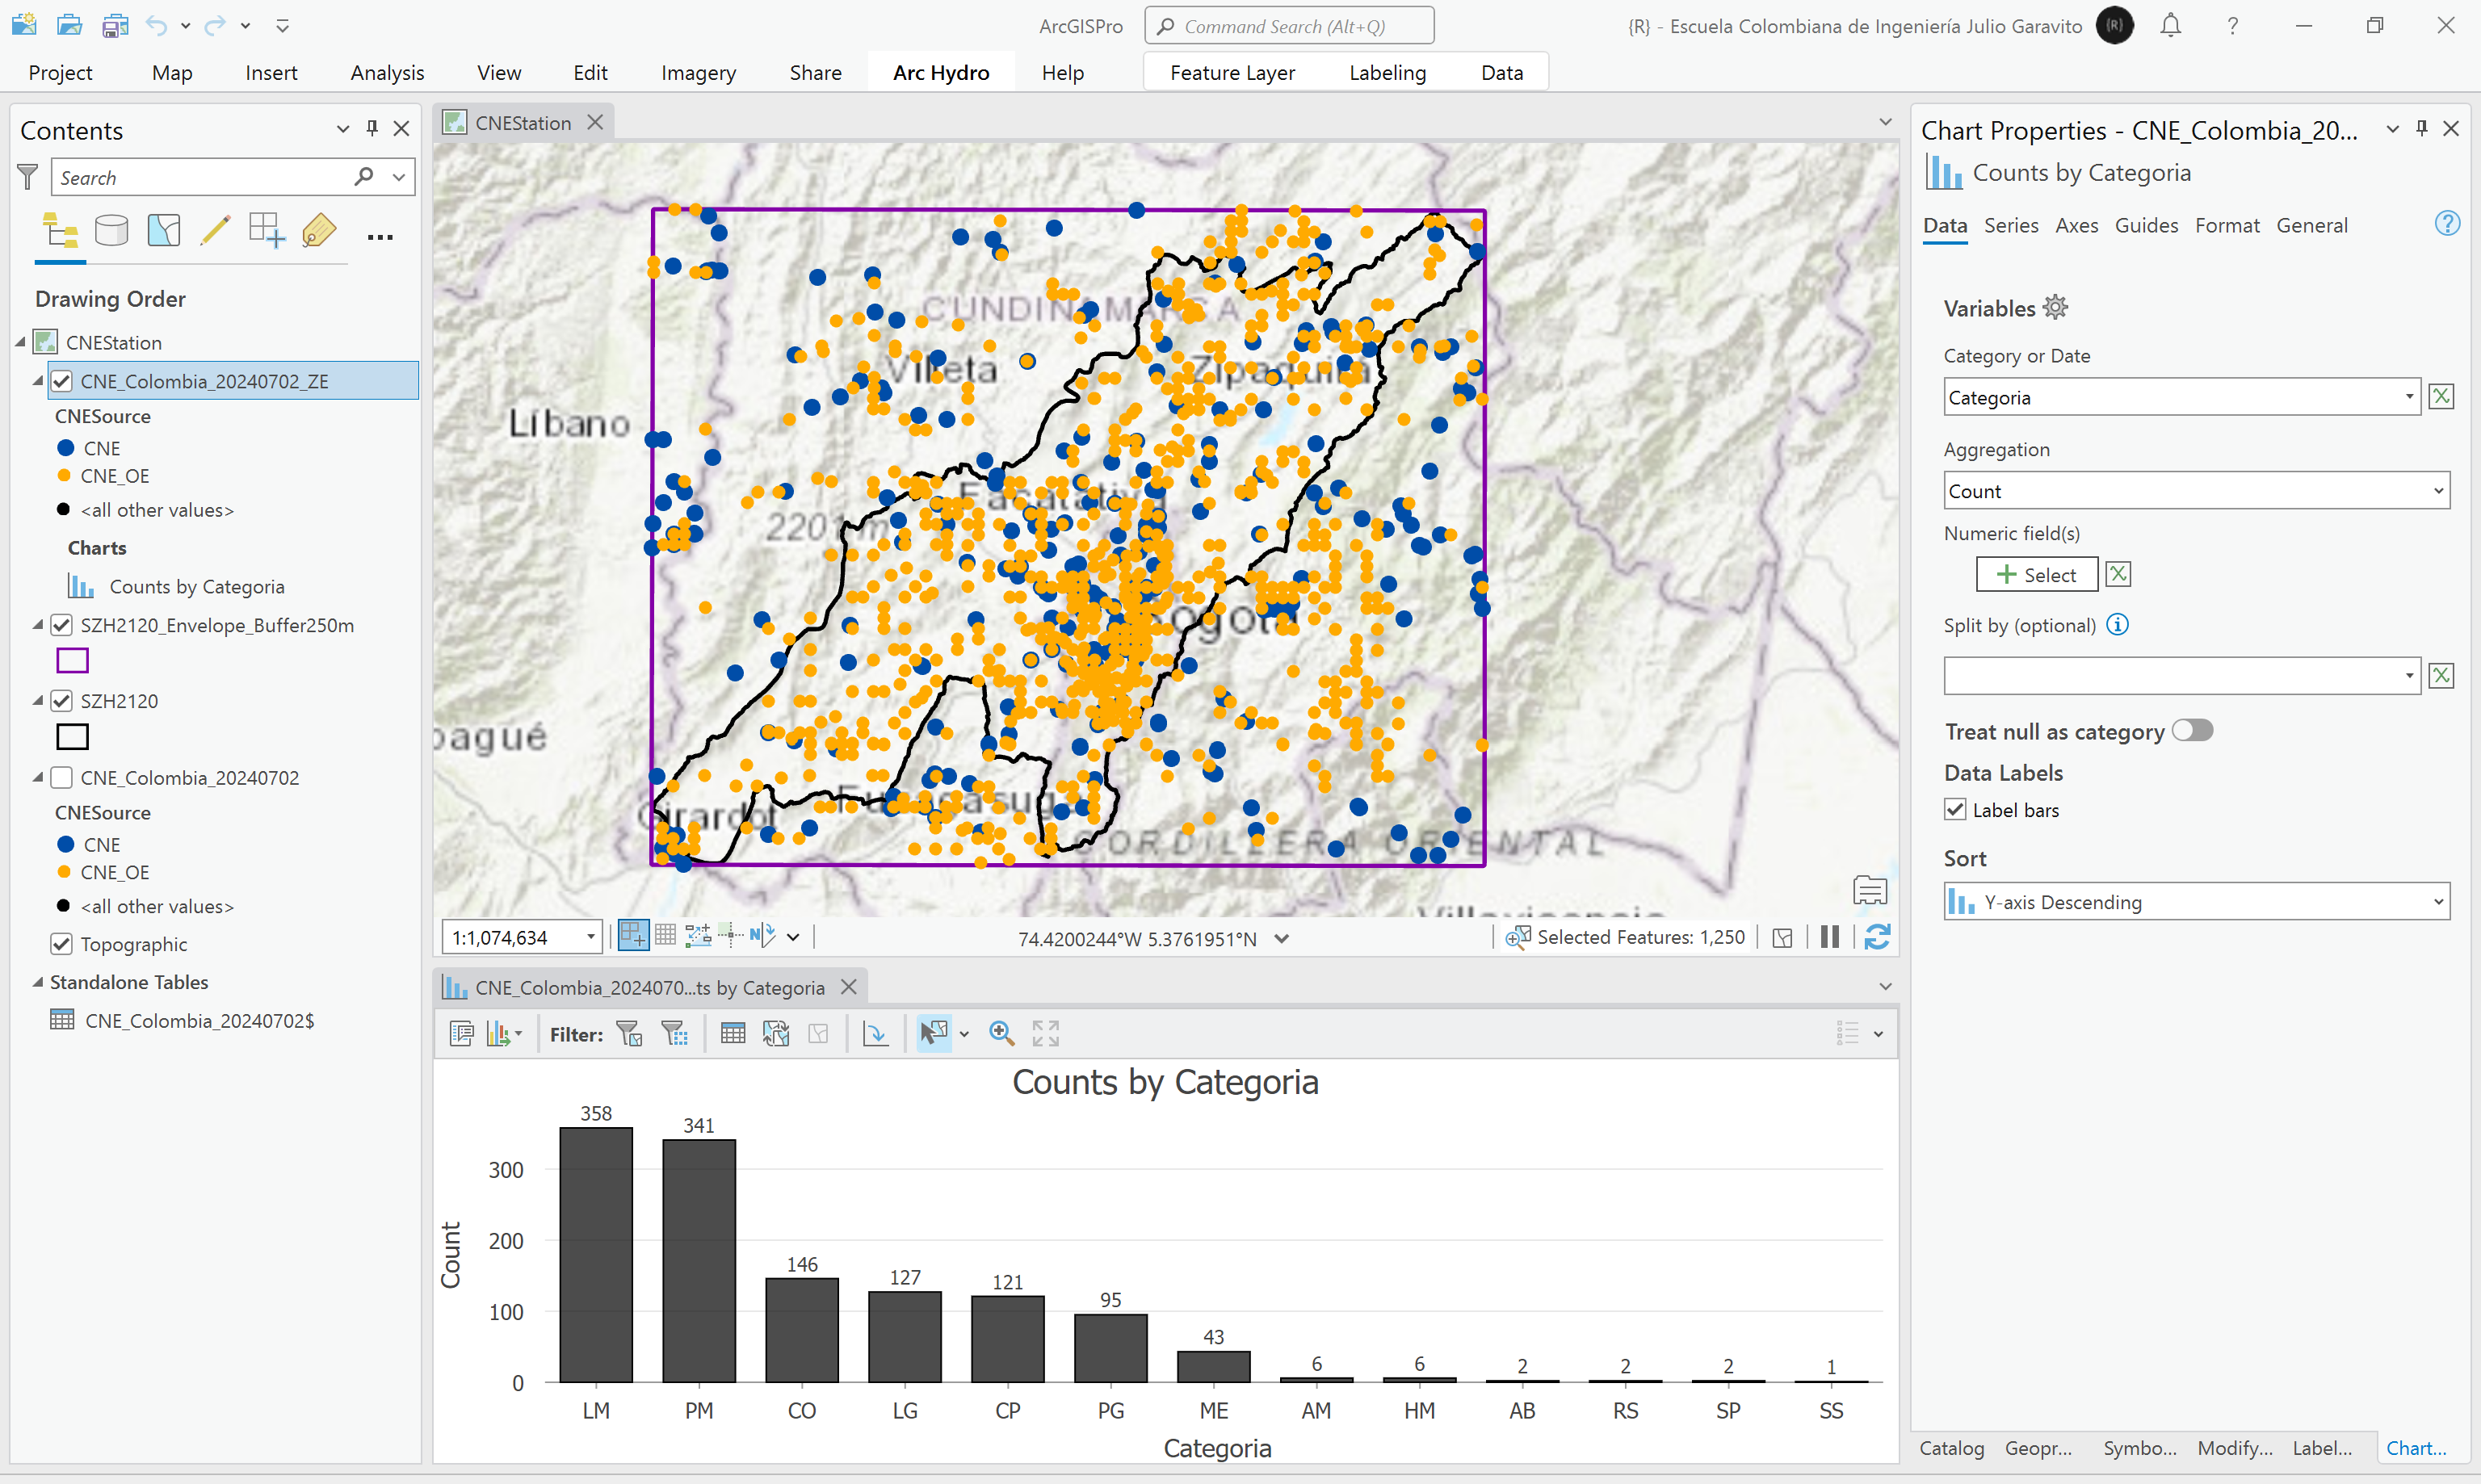 ArcGISPro
Command Search (Alt+Q)
{R} - Escuela Colombiana de Ingeniería Julio Garavito
{R}
Project
Map
Insert
Analysis
View
Edit
Imagery
Share
Arc Hydro
Help
Feature Layer
Labeling
Data
Contents
Search
Drawing Order
CNEStation
CNE_Colombia_20240702_ZE
CNESource
CNE
CNE_OE
<all other values>
Charts
Counts by Categoria
SZH2120_Envelope_Buffer250m
SZH2120
CNE_Colombia_20240702
CNESource
CNE
CNE_OE
<all other values>
Topographic
Standalone Tables
CNE_Colombia_20240702$
CNEStation
CUNDINAMARCA
Villeta
Zipaquirá
Líbano
2201 m
Bogotá
Girardot
CORDILLERA ORIENTAL
1:1,074,634
74.4200244°W 5.3761951°N
Selected Features: 1,250
CNE_Colombia_2024070...ts by Categoria
Filter:
Counts by Categoria
358
341
146
127
121
95
43
6
6
2
2
2
1
300
200
100
0
Count
LM
PM
CO
LG
CP
PG
ME
AM
HM
AB
RS
SP
SS
Categoria
Chart Properties - CNE_Colombia_20...
Counts by Categoria
Data
Series
Axes
Guides
Format
General
Variables
Category or Date
Categoria
Aggregation
Count
Numeric field(s)
Select
Split by (optional)
Treat null as category
Data Labels
Label bars
Sort
Y-axis Descending
Catalog
Geopr...
Symbo...
Modify...
Label...
Chart...